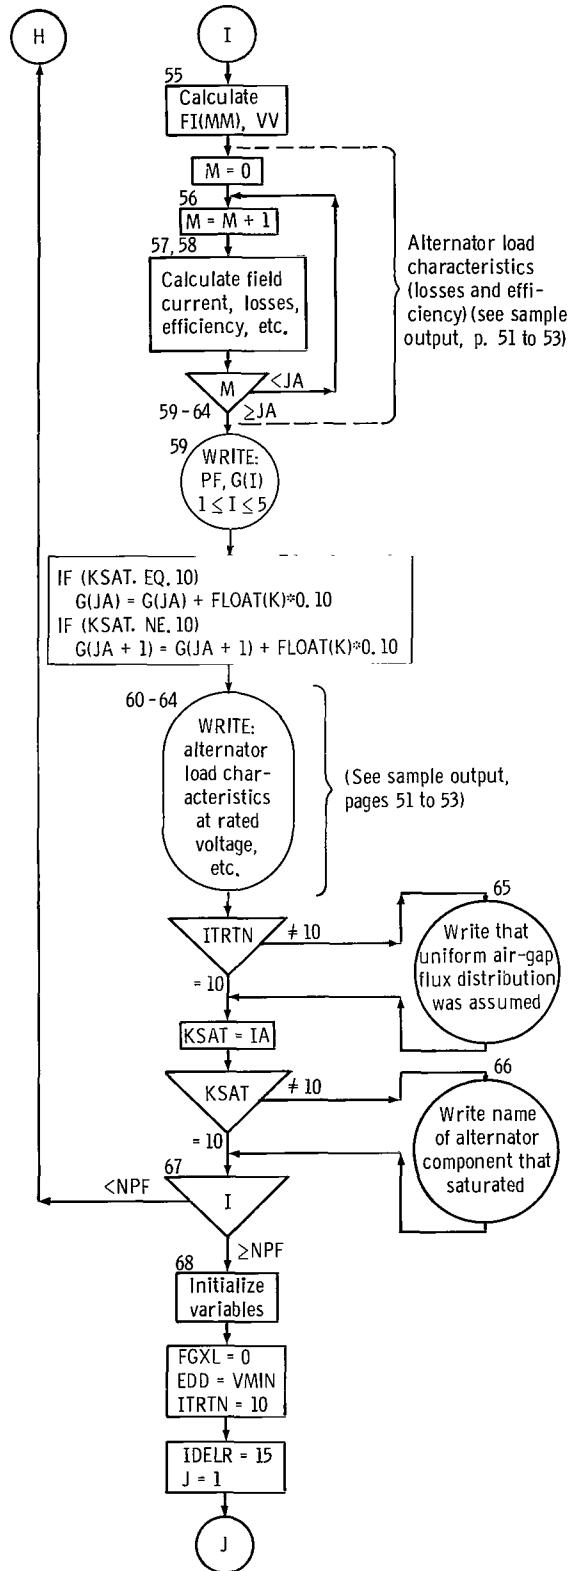 H
I
55
Calculate
FI(MM), VV
M = 0
56
M = M + 1
57, 58
Calculate field
current, losses,
efficiency, etc.
Alternator load
characteristics
(losses and effi-
ciency) (see sample
output, p. 51 to 53)
M
<JA
59 - 64
≥JA
59
WRITE:
PF, G(I)
1 ≤ I ≤ 5
IF (KSAT. EQ. 10)
G(JA) = G(JA) + FLOAT(K)*0. 10
IF (KSAT. NE. 10)
G(JA + 1) = G(JA + 1) + FLOAT(K)*0. 10
60 - 64
WRITE:
alternator
load char-
acteristics
at rated
voltage,
etc.
(See sample output,
pages 51 to 53)
ITRTN
≠ 10
= 10
65
Write that
uniform air-gap
flux distribution
was assumed
KSAT = IA
KSAT
≠ 10
= 10
66
Write name
of alternator
component that
saturated
67
<NPF
I
≥NPF
68
Initialize
variables
FGXL = 0
EDD = VMIN
ITRTN = 10
IDELR = 15
J = 1
J